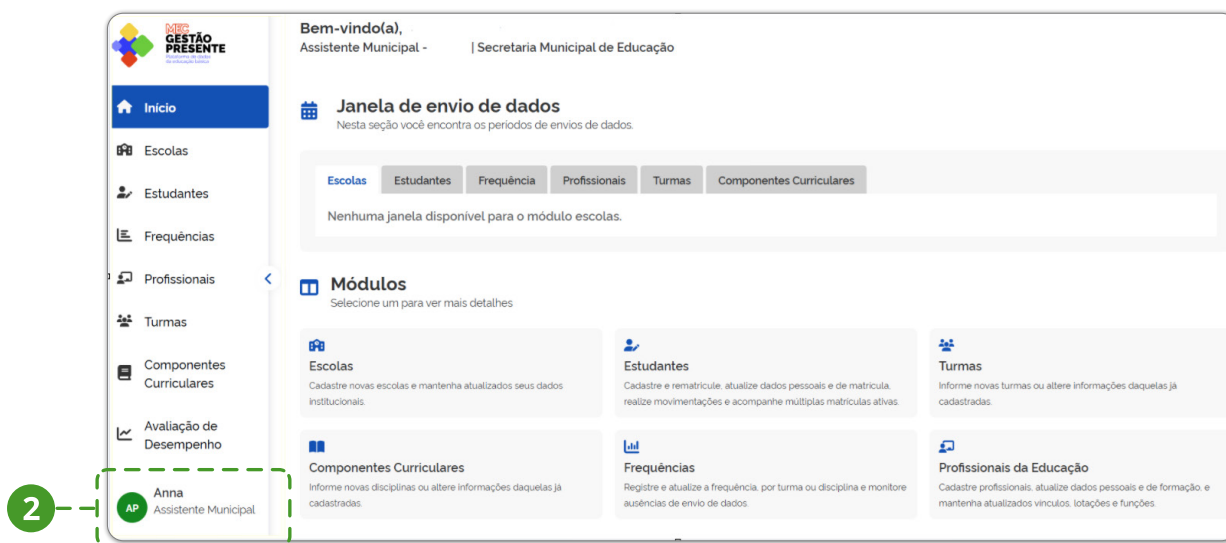 MEC
GESTÃO
PRESENTE
Plataforma de dados
da educação básica
Bem-vindo(a),
Assistente Municipal - | Secretaria Municipal de Educação
Início
Escolas
Estudantes
Frequências
Profissionais
Turmas
Componentes
Curriculares
Avaliação de
Desempenho
2
AP
Anna
Assistente Municipal
Janela de envio de dados
Nesta seção você encontra os períodos de envios de dados.
Escolas Estudantes Frequência Profissionais Turmas Componentes Curriculares
Nenhuma janela disponível para o módulo escolas.
Módulos
Selecione um para ver mais detalhes
Escolas
Cadastre novas escolas e mantenha atualizados seus dados
institucionais.
Estudantes
Cadastre e rematricule, atualize dados pessoais e de matrícula,
realize movimentações e acompanhe múltiplas matrículas ativas.
Turmas
Informe novas turmas ou altere informações daquelas já
cadastradas.
Componentes Curriculares
Informe novas disciplinas ou altere informações daquelas já
cadastradas.
Frequências
Registre e atualize a frequência, por turma ou disciplina e monitore
ausências de envio de dados.
Profissionais da Educação
Cadastre profissionais, atualize dados pessoais e de formação, e
mantenha atualizados vínculos, lotações e funções.